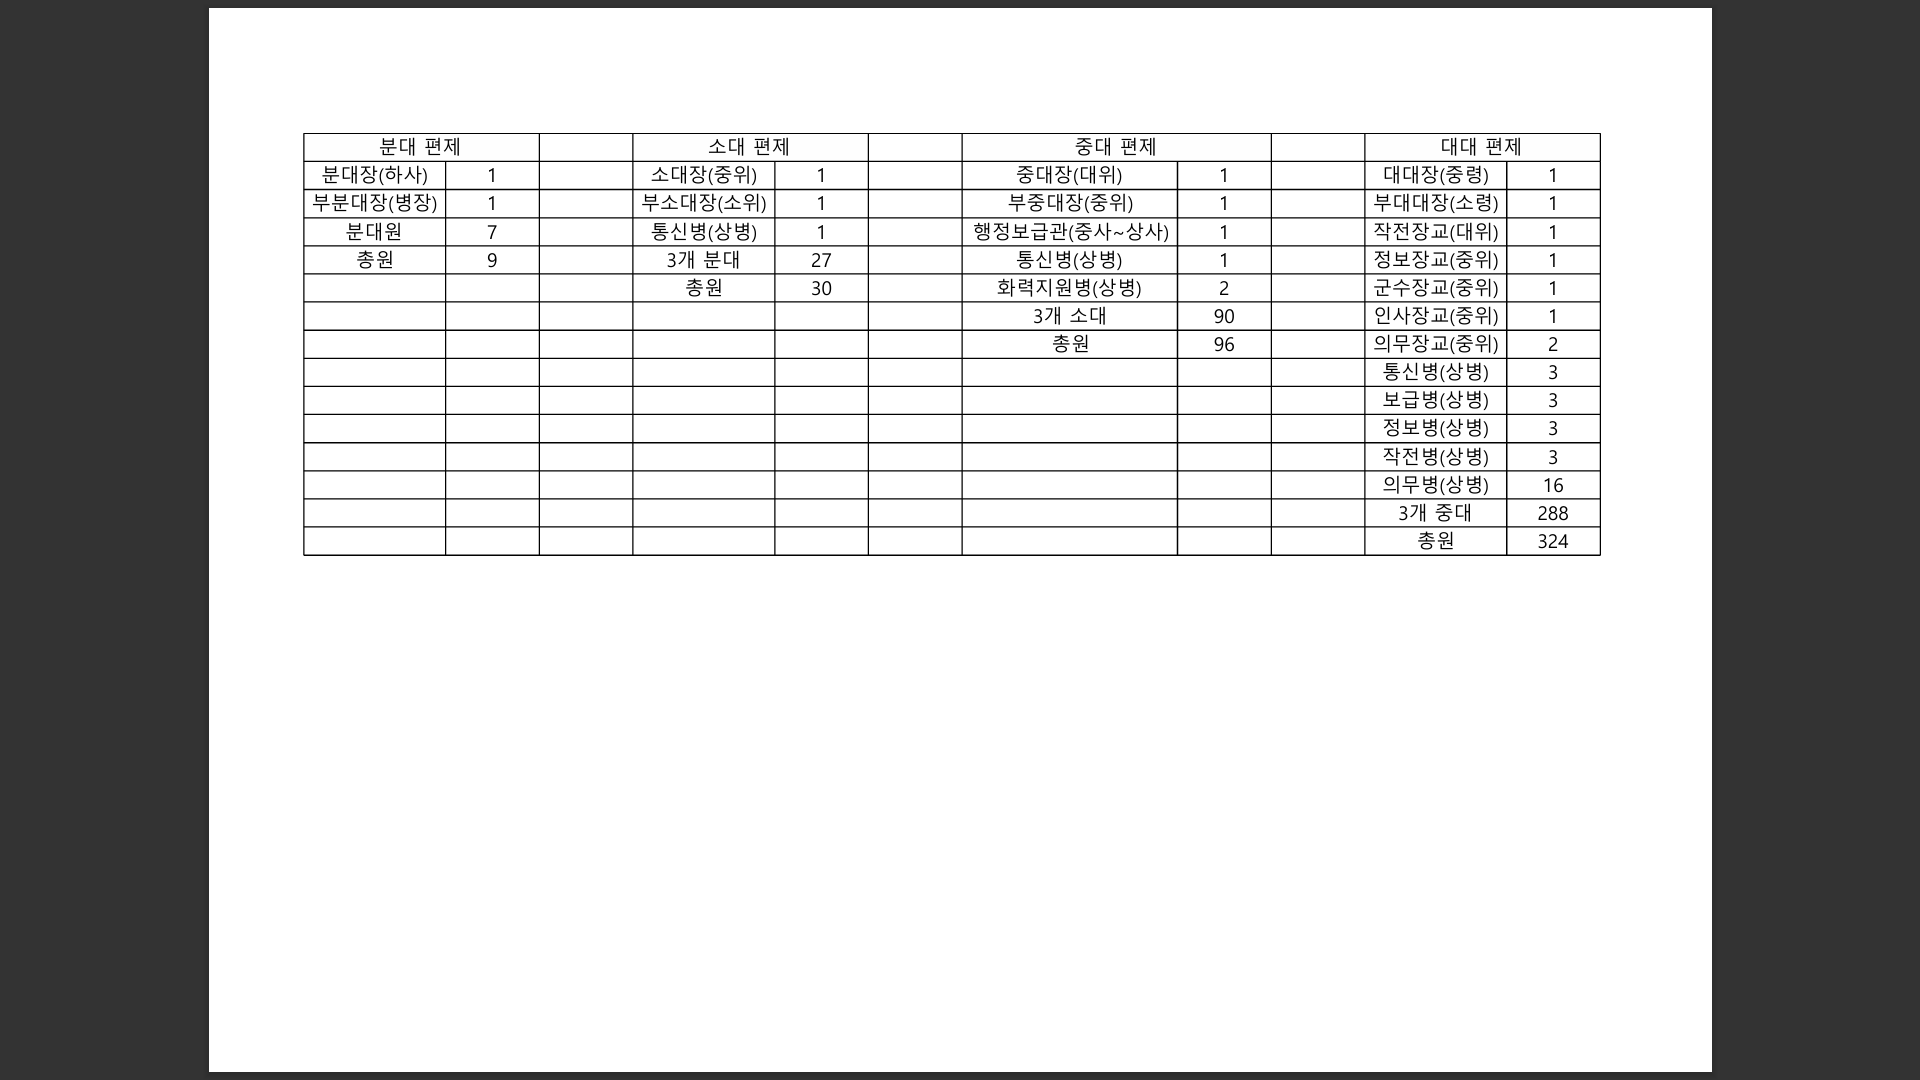 분대 편제 소대 편제 중대 편제 대대 편제
분대장(하사) 1 소대장(중위) 1 중대장(대위) 1 대대장(중령) 1
부분대장(병장) 1 부소대장(소위) 1 부중대장(중위) 1 부대대장(소령) 1
분대원 7 통신병(상병) 1 행정보급관(중사~상사) 1 작전장교(대위) 1
총원 9 3개 분대 27 통신병(상병) 1 정보장교(중위) 1
총원 30 화력지원병(상병) 2 군수장교(중위) 1
3개 소대 90 인사장교(중위) 1
총원 96 의무장교(중위) 2
통신병(상병) 3
보급병(상병) 3
정보병(상병) 3
작전병(상병) 3
의무병(상병) 16
3개 중대 288
총원 324